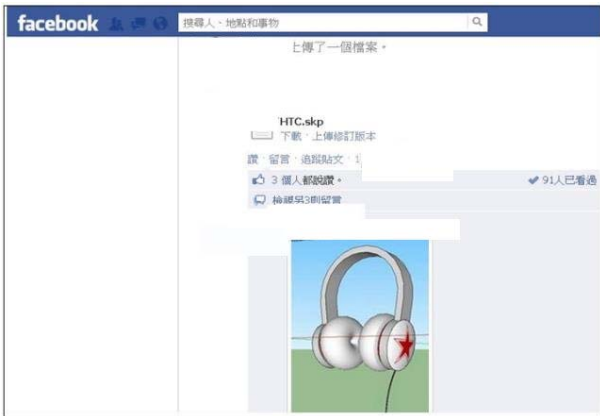 facebook
搜尋人、地點和事物
上傳了一個檔案。
HTC.skp
下載・上傳修訂版本
讚・留言・追蹤貼文・1
3 個人都說讚。
91人已看過
檢視另3則留言